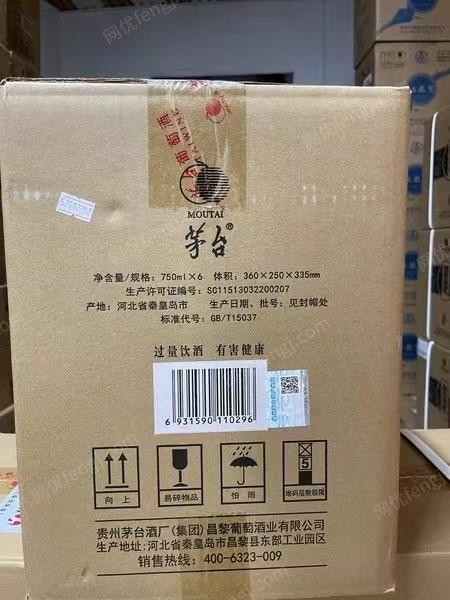 茅台葡萄酒
MOUTAI
茅台®
净含量/规格：750ml×6 体积：360×250×335mm
生产许可证编号：SC11513032200207
产地：河北省秦皇岛市 生产日期、批号：见封帽处
标准代号：GB/T15037
过量饮酒 有害健康
6 931590 110296
5
向上
易碎物品
怕雨
堆码层数极限
贵州茅台酒厂(集团)昌黎葡萄酒业有限公司
生产地址:河北省秦皇岛市昌黎县东部工业园区
销售热线：400-6323-009